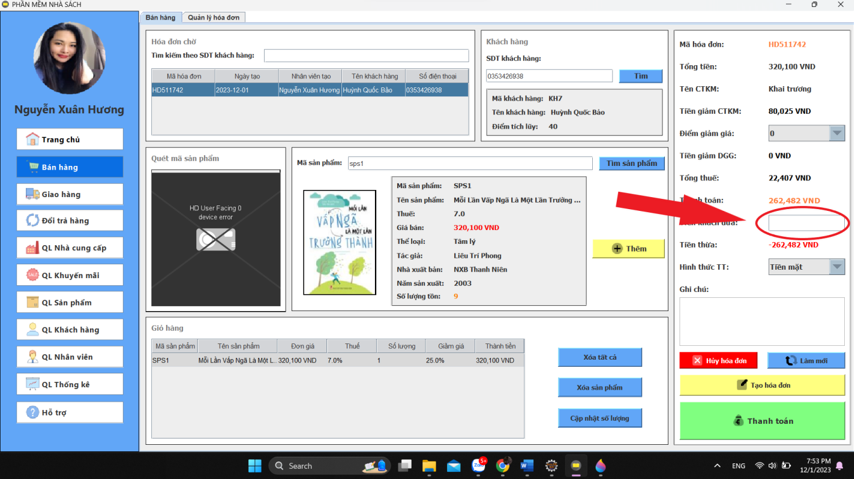 PHẦN MỀM NHÀ SÁCH
Nguyễn Xuân Hương
Trang chủ
Bán hàng
Giao hàng
Đổi trả hàng
QL Nhà cung cấp
QL Khuyến mãi
QL Sản phẩm
QL Khách hàng
QL Nhân viên
QL Thống kê
Hỗ trợ
Bán hàng Quản lý hóa đơn
Hóa đơn chờ
Tìm kiếm theo SDT khách hàng:
Mã hóa đơn Ngày tạo Nhân viên tạo Tên khách hàng Số điện thoại
HD511742 2023-12-01 Nguyễn Xuân Hương Huỳnh Quốc Bảo 0353426938
Khách hàng
SDT khách hàng:
0353426938 Tìm
Mã khách hàng: KH7
Tên khách hàng: Huỳnh Quốc Bảo
Điểm tích lũy: 40
Quét mã sản phẩm
HD User Facing 0
device error
Mã sản phẩm: sps1 Tìm sản phẩm
MỖI LẦN
VẤP NGÃ
LÀ MỘT LẦN
TRƯỞNG THÀNH
Mã sản phẩm: SPS1
Tên sản phẩm: Mỗi Lần Vấp Ngã Là Một Lần Trưởng ...
Thuế: 7.0
Giá bán: 320,100 VND
Thể loại: Tâm lý
Tác giả: Liêu Trí Phong
Nhà xuất bản: NXB Thanh Niên
Năm sản xuất: 2003
Số lượng tồn: 9
Thêm
Giỏ hàng
Mã sản phẩm Tên sản phẩm Đơn giá Thuế Số lượng Giảm giá Thành tiền
SPS1 Mỗi Lần Vấp Ngã Là Một L... 320,100 VND 7.0% 1 25.0% 320,100 VND
Xóa tất cả
Xóa sản phẩm
Cập nhật số lượng
Mã hóa đơn: HD511742
Tổng tiền: 320,100 VND
Tên CTKM: Khai trương
Tiền giảm CTKM: 80,025 VND
Điểm giảm giá: 0
Tiền giảm DGG: 0 VND
Tổng thuế: 22,407 VND
toán: 262,482 VND
Tiền thừa: -262,482 VND
Hình thức TT: Tiền mặt
Ghi chú:
Hủy hóa đơn Làm mới
Tạo hóa đơn
Thanh toán
Search
ENG
7:53 PM
12/1/2023